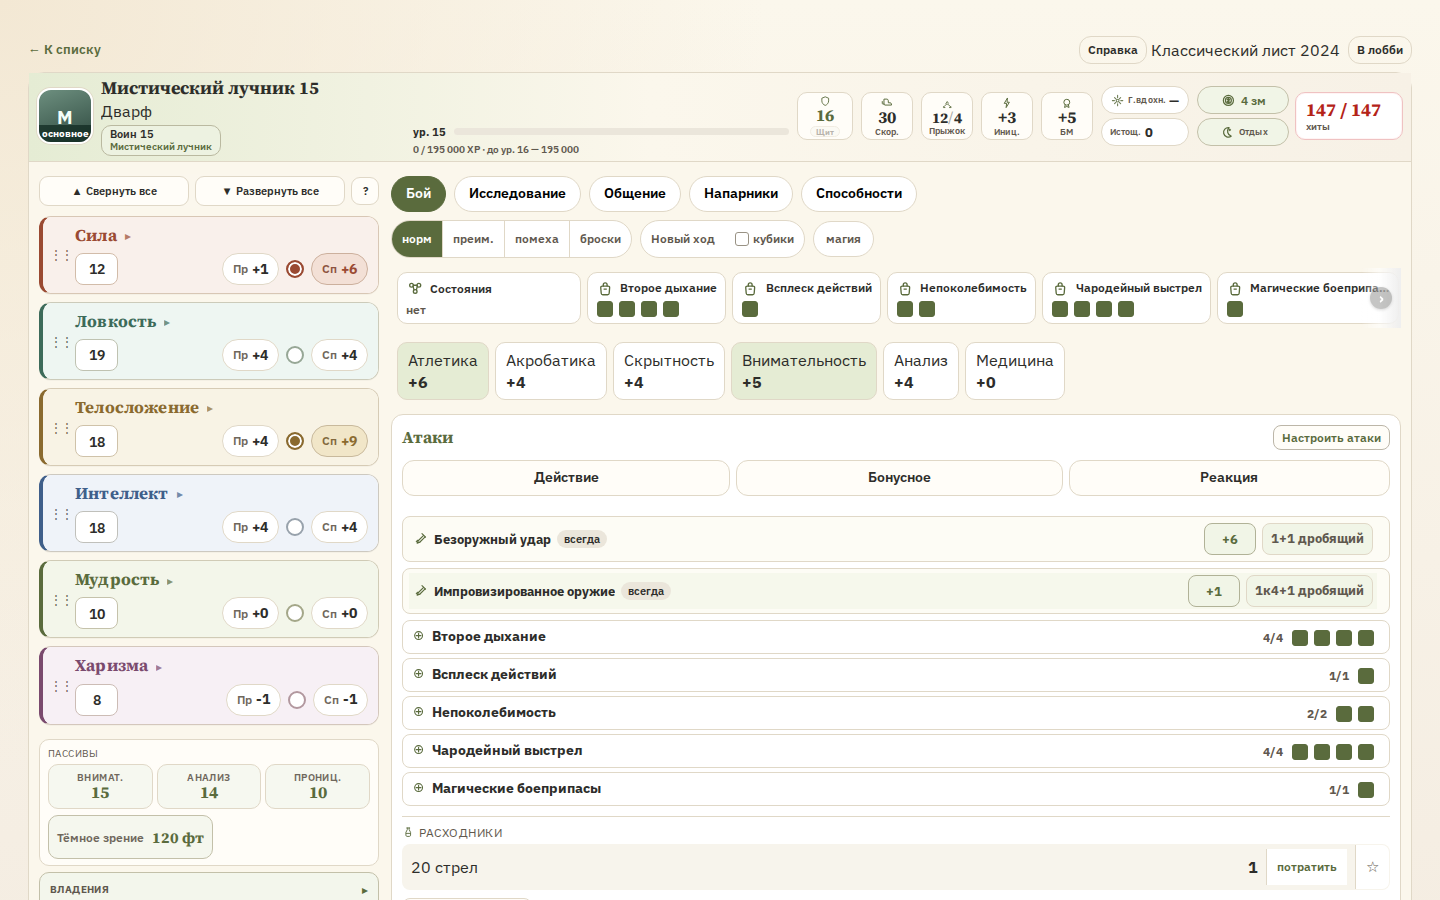 ← К списку
Справка
Классический лист 2024
В лобби
М
основное
Мистический лучник 15
Дварф
Воин 15
Мистический лучник
ур. 15
0 / 195 000 XP · до ур. 16 — 195 000
16
Щит
30
Скор.
12/4
Прыжок
+3
Иниц.
+5
БМ
Г.вдохн. —
Истощ. 0
4 зм
Отдых
147 / 147
хиты
▲ Свернуть все
▼ Развернуть все
?
Сила ▸
12
Пр +1
Сп +6
Ловкость ▸
19
Пр +4
Сп +4
Телосложение ▸
18
Пр +4
Сп +9
Интеллект ▸
18
Пр +4
Сп +4
Мудрость ▸
10
Пр +0
Сп +0
Харизма ▸
8
Пр -1
Сп -1
ПАССИВЫ
ВНИМАТ.
15
АНАЛИЗ
14
ПРОНИЦ.
10
Тёмное зрение 120 фт
ВЛАДЕНИЯ ▸
Бой
Исследование
Общение
Напарники
Способности
норм
преим.
помеха
броски
Новый ход
кубики
магия
Состояния
нет
Второе дыхание
Всплеск действий
Непоколебимость
Чародейный выстрел
Магические боеприпа...
›
Атлетика
+6
Акробатика
+4
Скрытность
+4
Внимательность
+5
Анализ
+4
Медицина
+0
Атаки
Настроить атаки
Действие
Бонусное
Реакция
Безоружный удар всегда
+6
1+1 дробящий
Импровизированное оружие всегда
+1
1к4+1 дробящий
Второе дыхание
4/4
Всплеск действий
1/1
Непоколебимость
2/2
Чародейный выстрел
4/4
Магические боеприпасы
1/1
РАСХОДНИКИ
20 стрел
1
потратить
☆